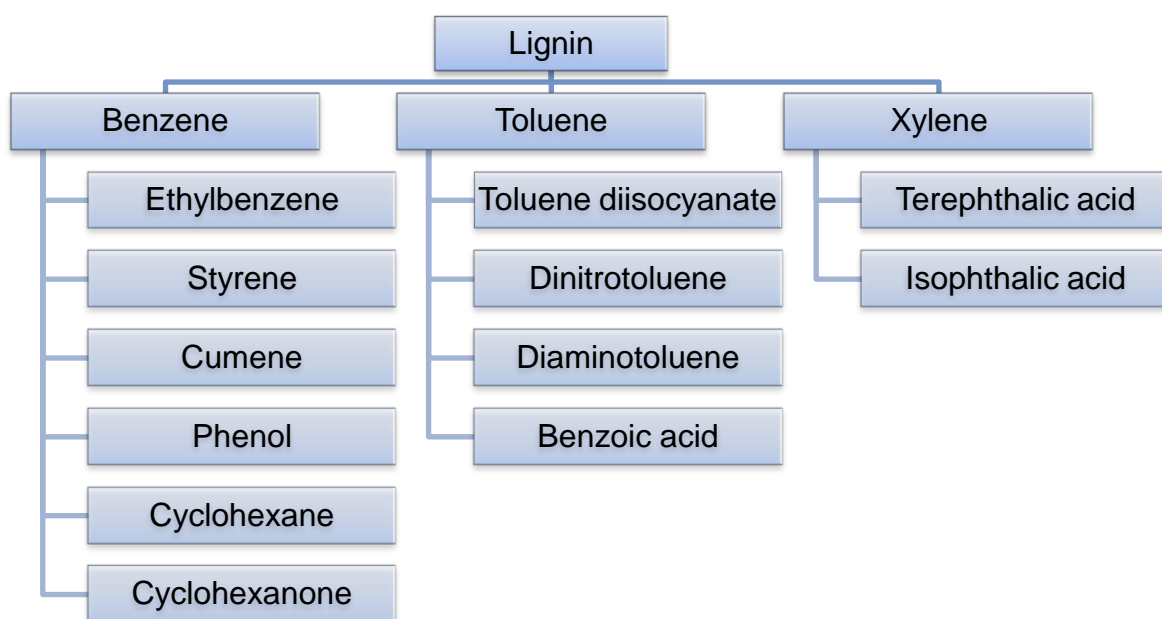 Lignin
Benzene
Toluene
Xylene
Ethylbenzene
Styrene
Cumene
Phenol
Cyclohexane
Cyclohexanone
Toluene diisocyanate
Dinitrotoluene
Diaminotoluene
Benzoic acid
Terephthalic acid
Isophthalic acid